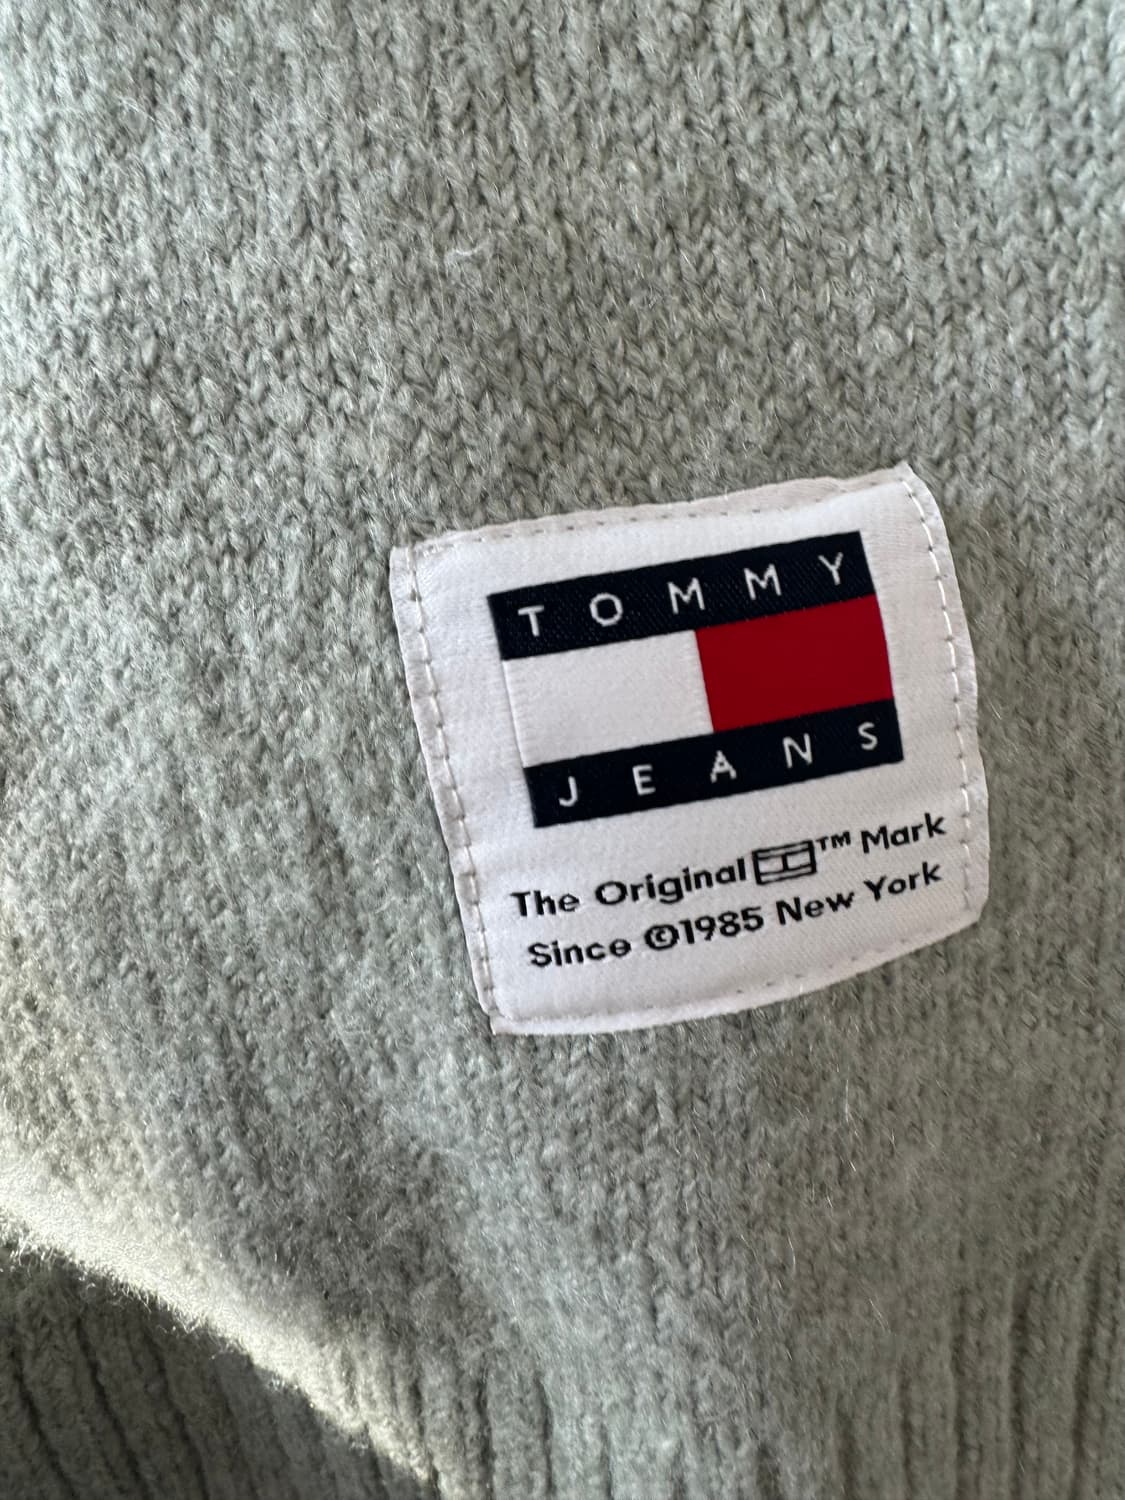 TOMMY
JEANS
The Original ™ Mark
Since ©1985 New York